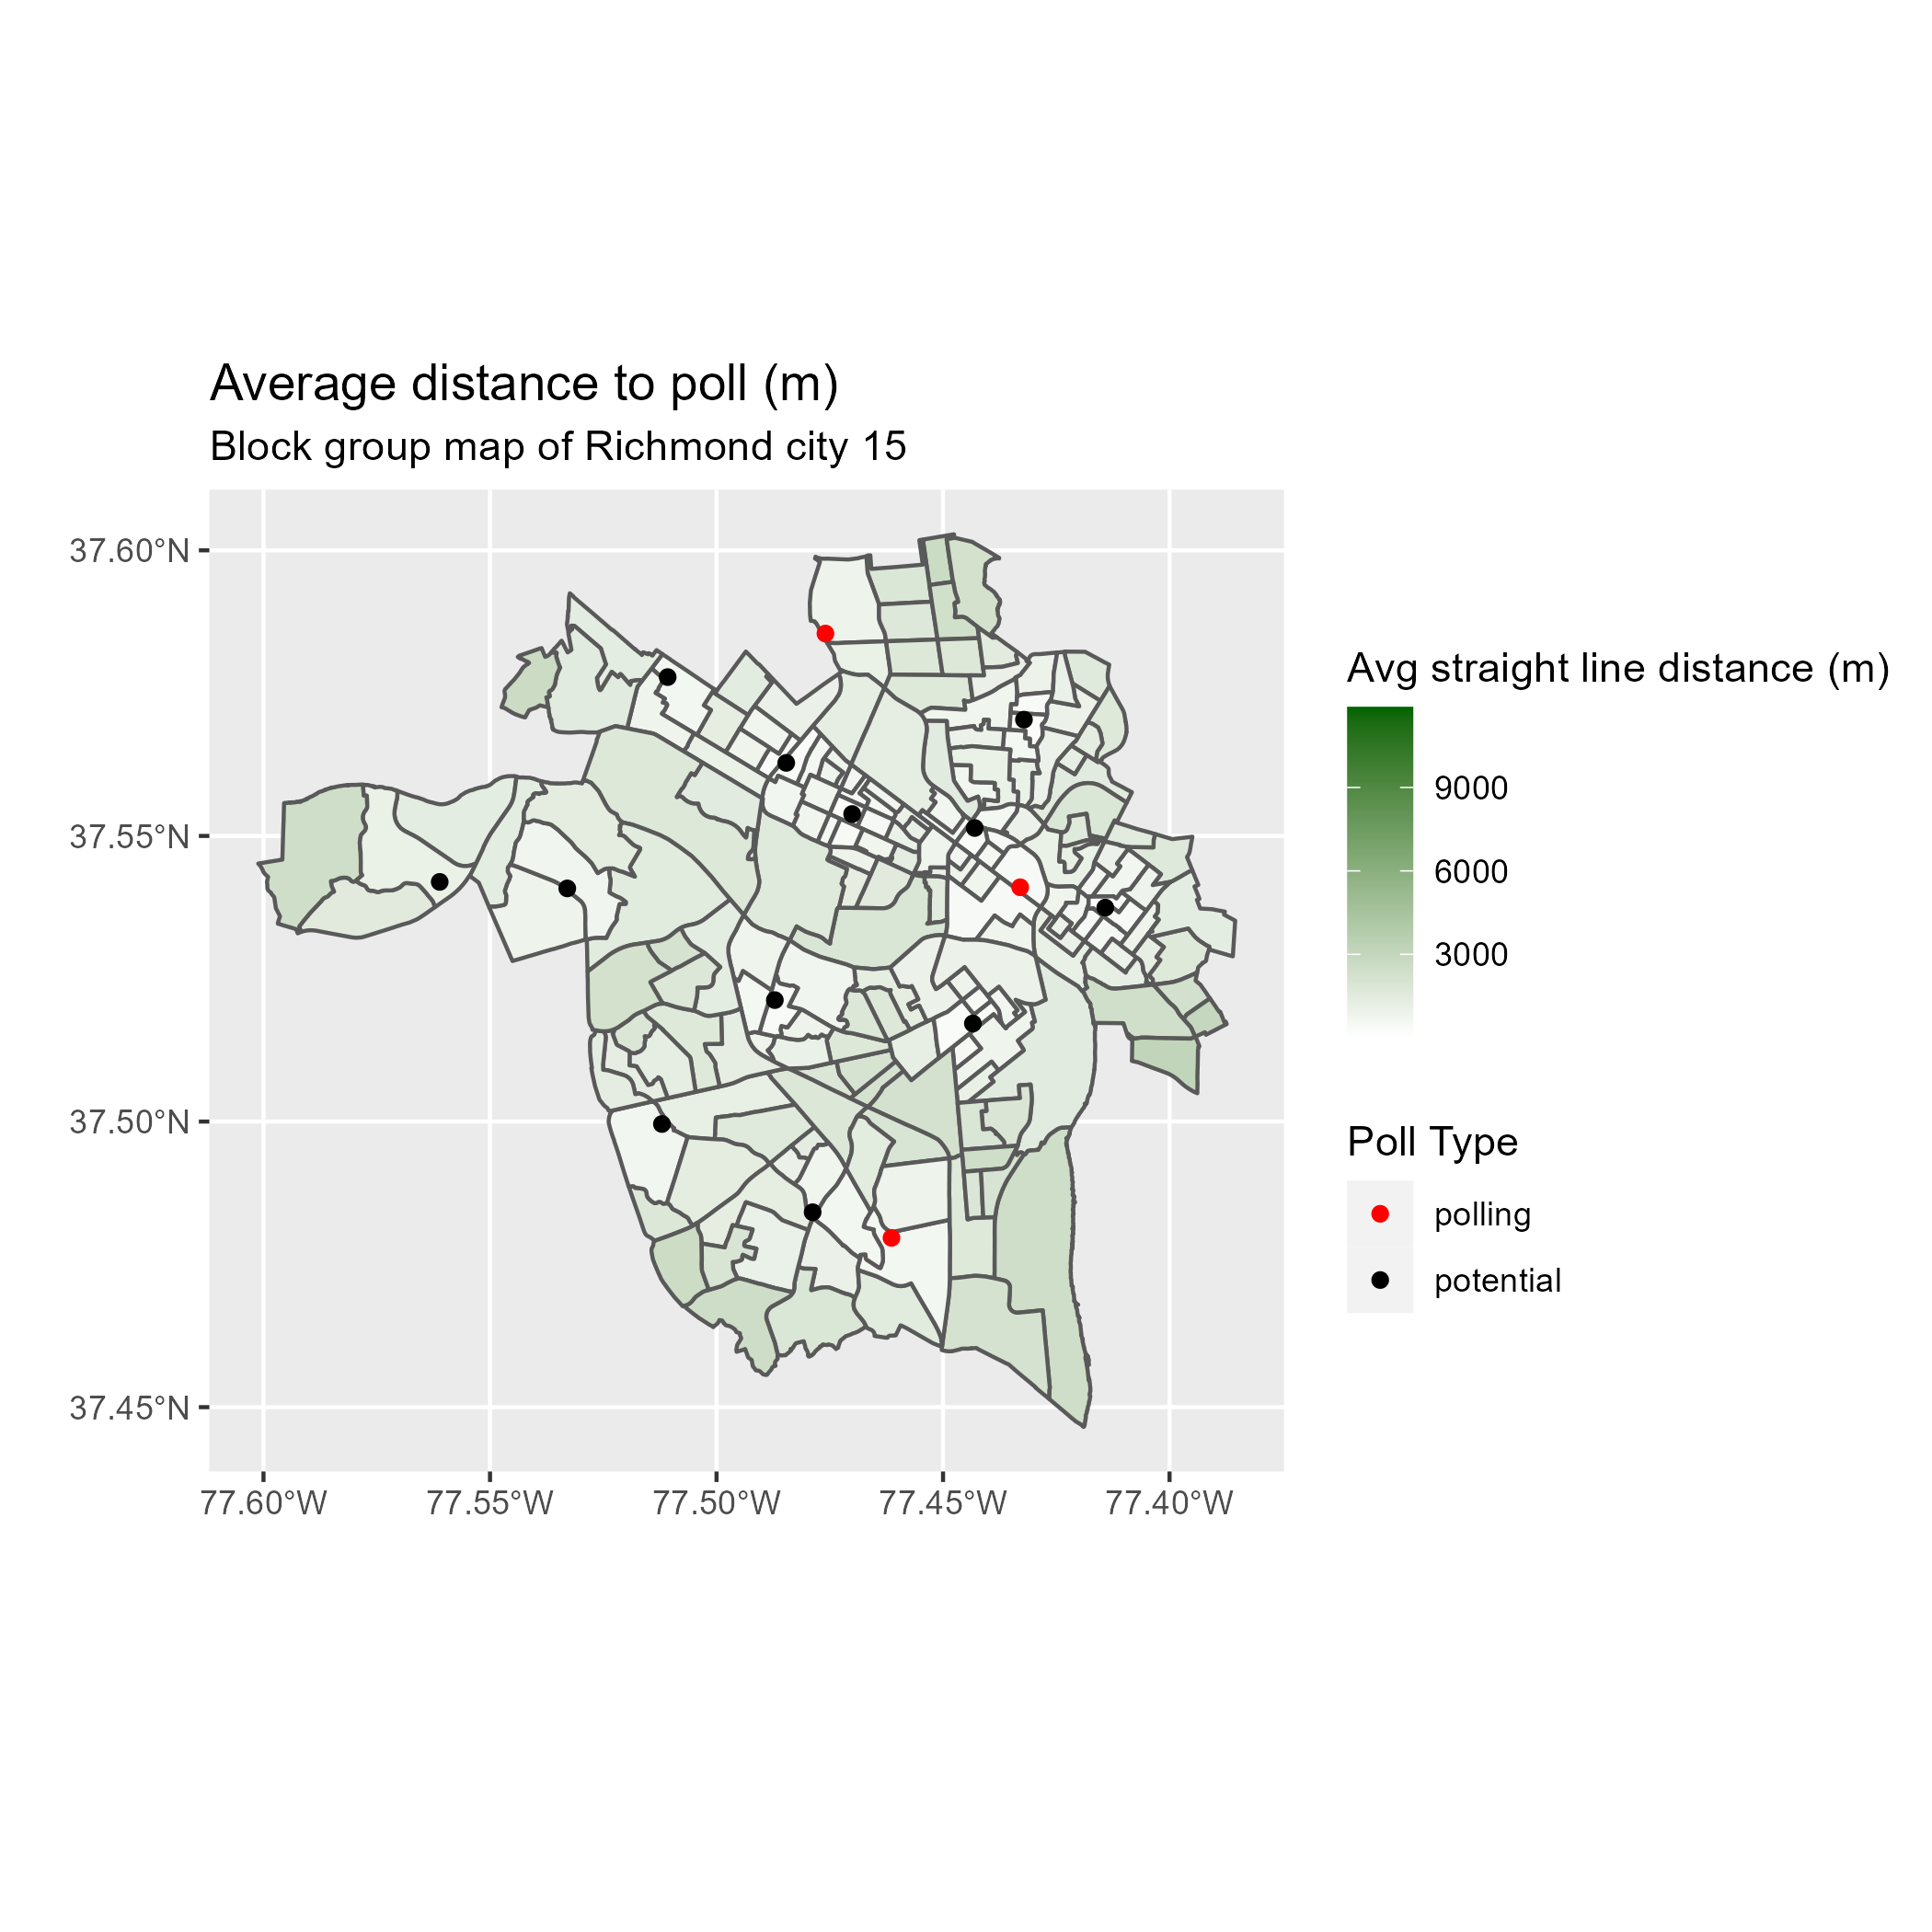 Average distance to poll (m)
Block group map of Richmond city 15
37.60°N
37.55°N
37.50°N
37.45°N
77.60°W
77.55°W
77.50°W
77.45°W
77.40°W
Avg straight line distance (m)
9000
6000
3000
Poll Type
polling
potential